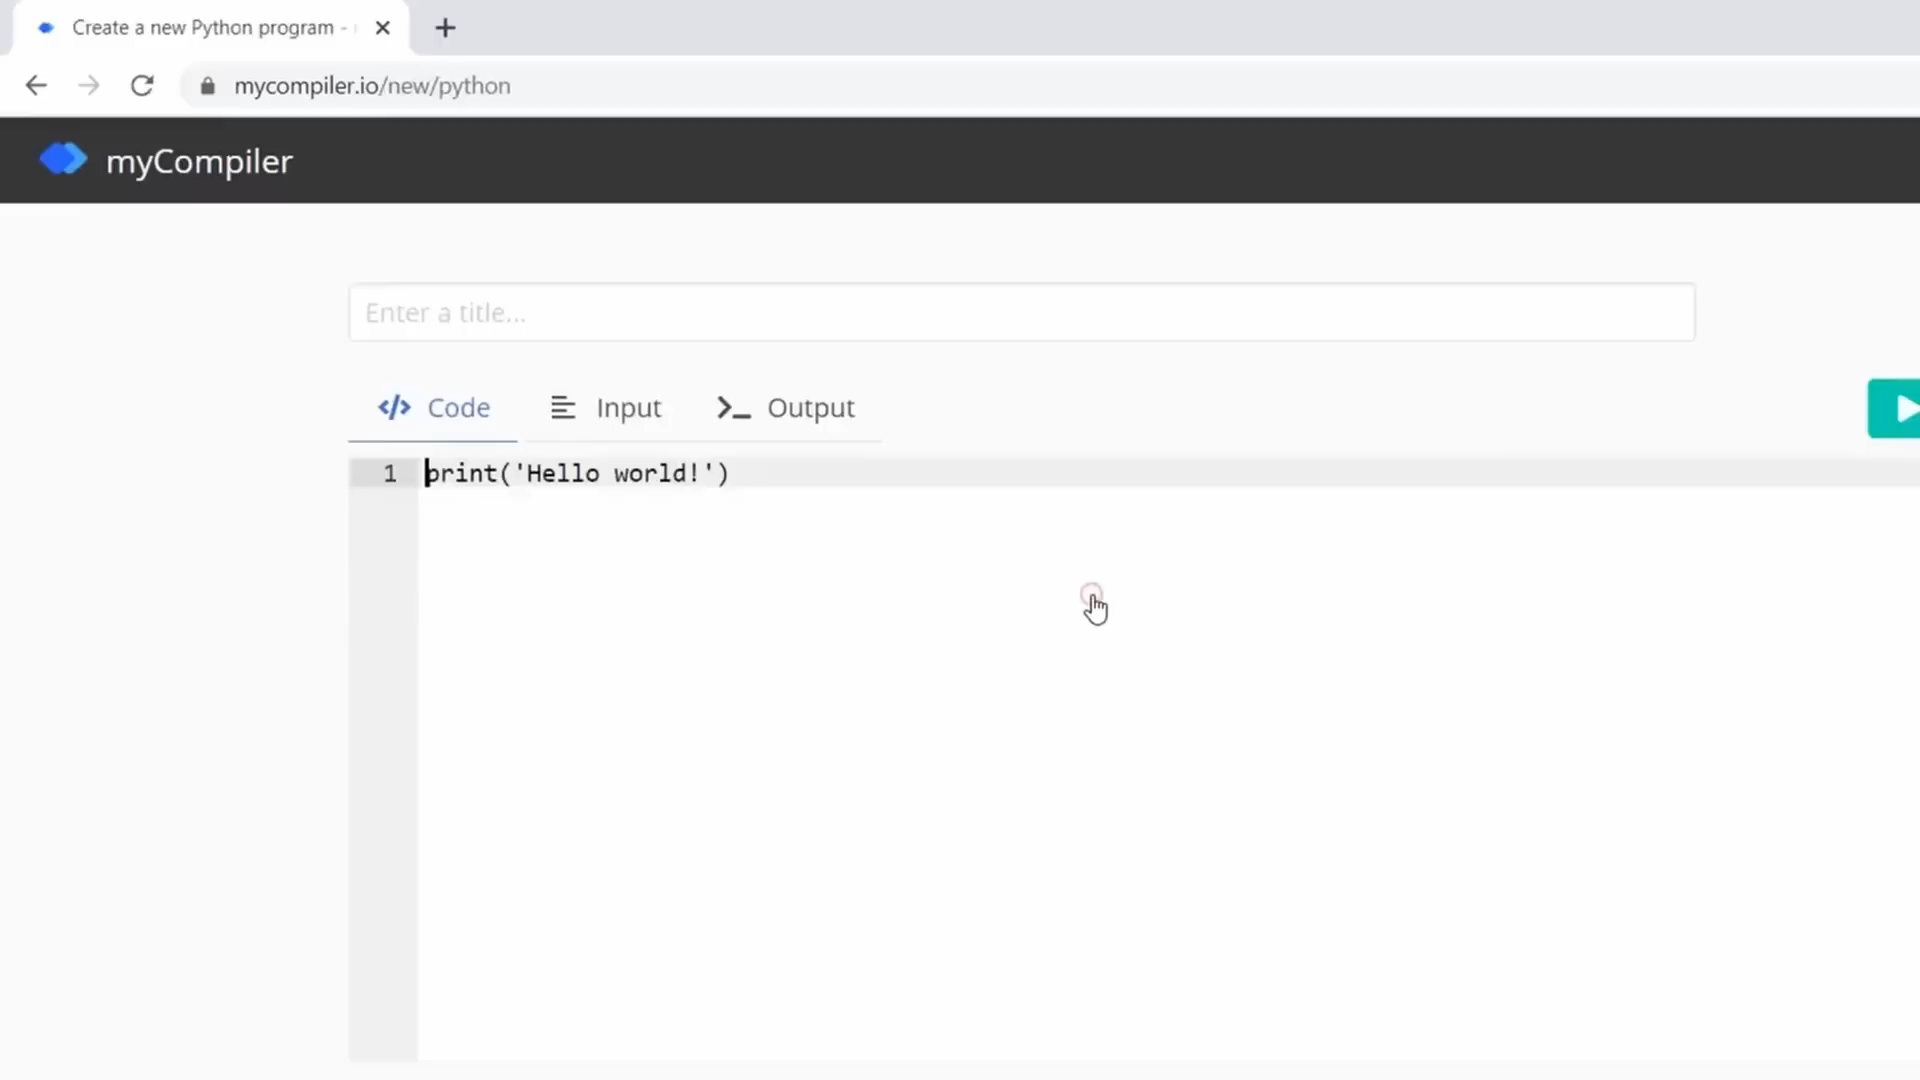 Create a new Python program -
mycompiler.io/new/python
myCompiler
Enter a title...
</> Code Input >_ Output
1 print('Hello world!')